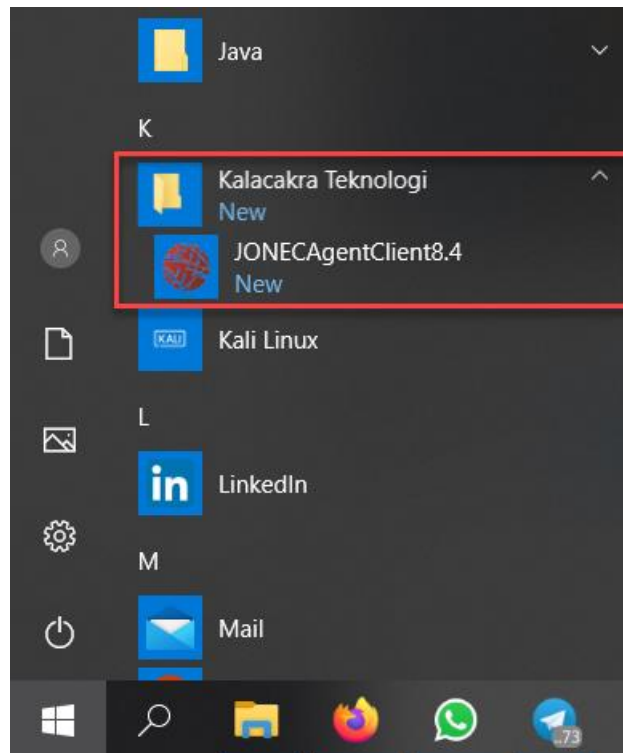 Java
K
Kalacakra Teknologi
New
JONECAgentClient8.4
New
KALI
Kali Linux
L
in
LinkedIn
M
Mail
..73